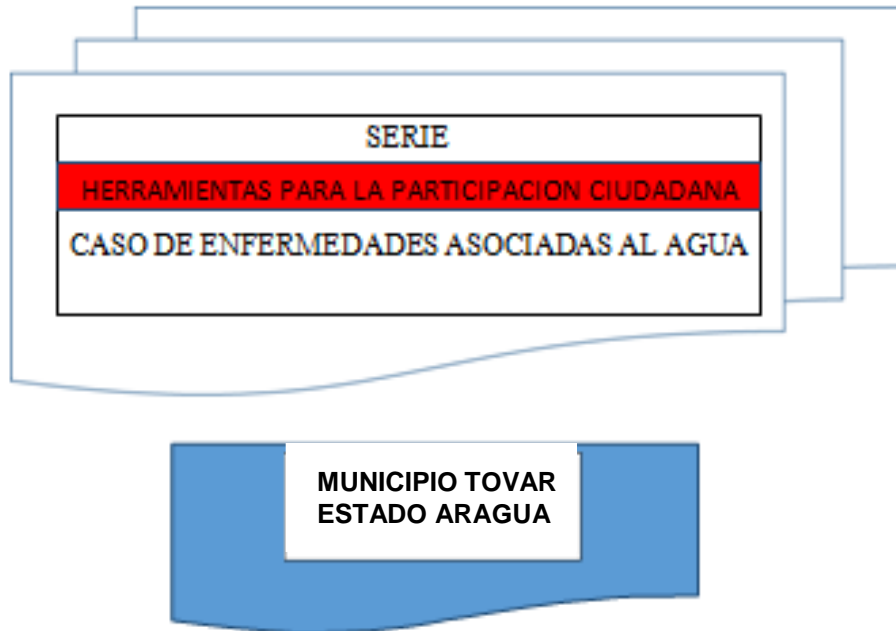 SERIE
HERRAMIENTAS PARA LA PARTICIPACION CIUDADANA
CASO DE ENFERMEDADES ASOCIADAS AL AGUA
MUNICIPIO TOVAR
ESTADO ARAGUA